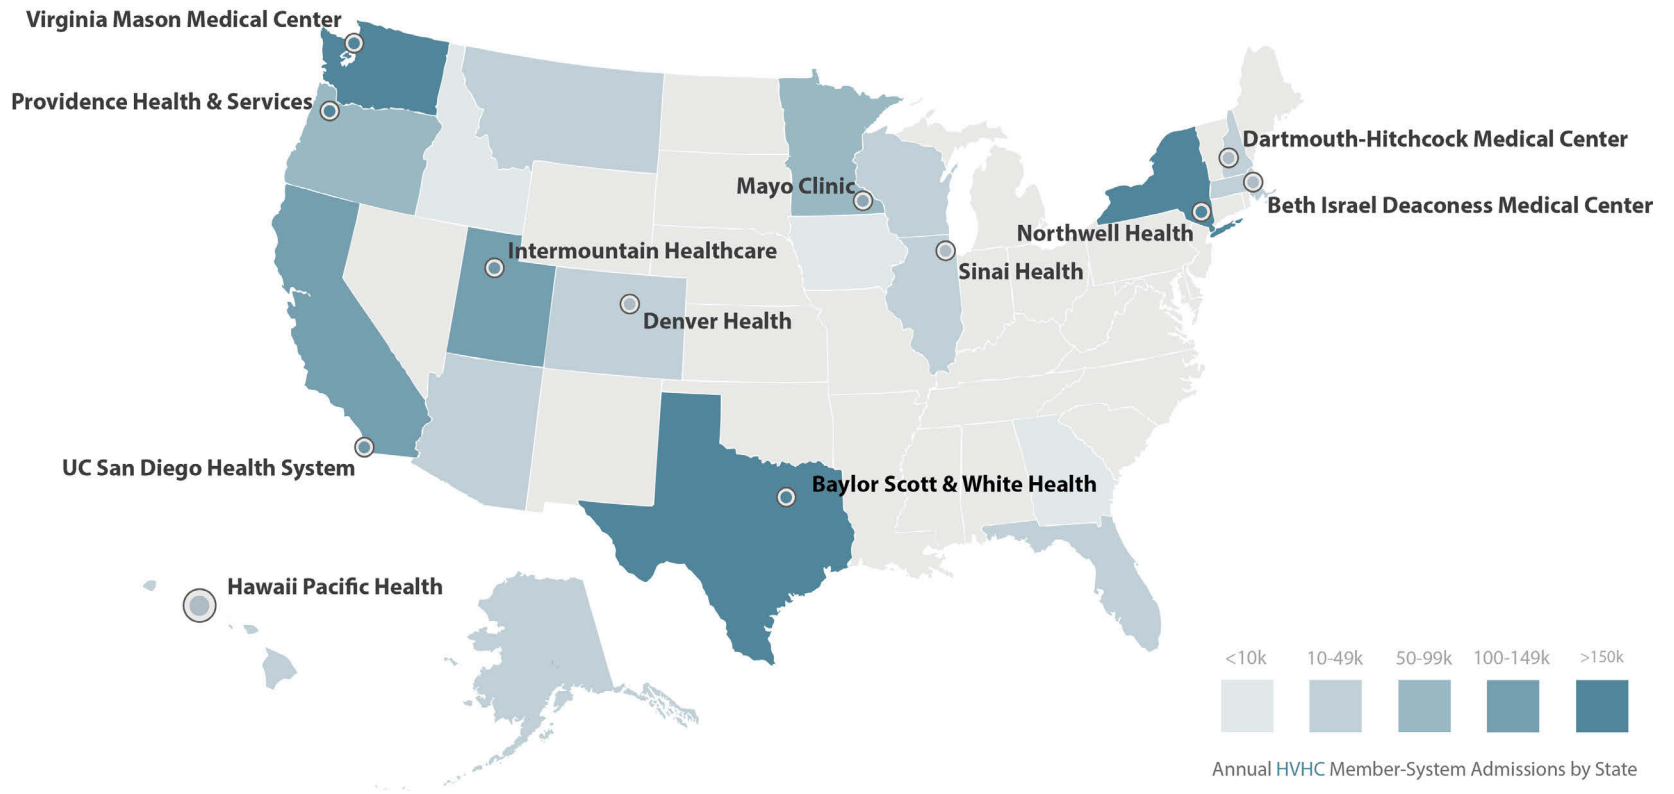 Virginia Mason Medical Center
Providence Health & Services
Dartmouth-Hitchcock Medical Center
Mayo Clinic
Beth Israel Deaconess Medical Center
Northwell Health
Intermountain Healthcare
Sinai Health
Denver Health
UC San Diego Health System
Baylor Scott & White Health
Hawaii Pacific Health
<10k 10-49k 50-99k 100-149k >150k
Annual HVHC Member-System Admissions by State